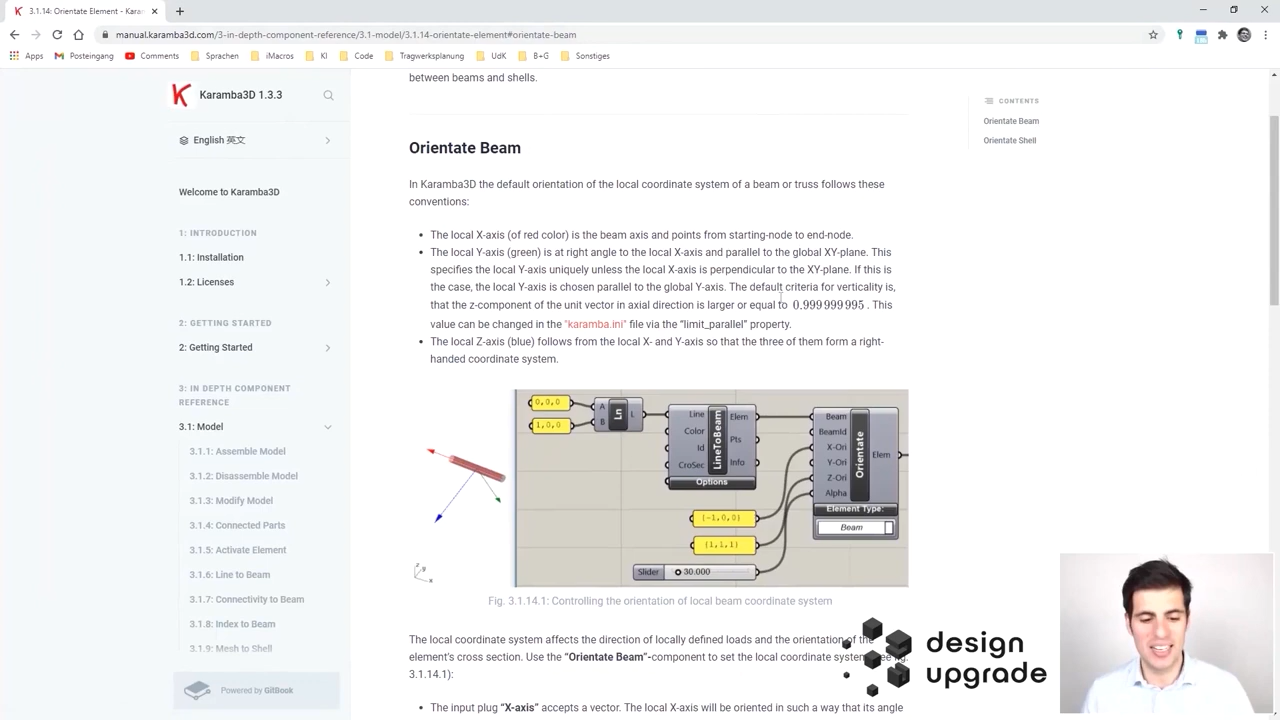 3.1.14: Orientate Element - Karam
manual.karamba3d.com/3-in-depth-component-reference/3.1-model/3.1.14-orientate-element#orientate-beam
Apps
Posteingang
Comments
Sprachen
iMacros
KI
Code
Tragwerksplanung
UdK
B+G
Sonstiges
Karamba3D 1.3.3
English 英文
Welcome to Karamba3D
1: INTRODUCTION
1.1: Installation
1.2: Licenses
2: GETTING STARTED
2: Getting Started
3: IN DEPTH COMPONENT
REFERENCE
3.1: Model
3.1.1: Assemble Model
3.1.2: Disassemble Model
3.1.3: Modify Model
3.1.4: Connected Parts
3.1.5: Activate Element
3.1.6: Line to Beam
3.1.7: Connectivity to Beam
3.1.8: Index to Beam
3.1.9: Mesh to Shell
Powered by GitBook
between beams and shells.
Orientate Beam
In Karamba3D the default orientation of the local coordinate system of a beam or truss follows these
conventions:
• The local X-axis (of red color) is the beam axis and points from starting-node to end-node.
• The local Y-axis (green) is at right angle to the local X-axis and parallel to the global XY-plane. This
specifies the local Y-axis uniquely unless the local X-axis is perpendicular to the XY-plane. If this is
the case, the local Y-axis is chosen parallel to the global Y-axis. The default criteria for verticality is,
that the z-component of the unit vector in axial direction is larger or equal to 0.999 999 995 . This
value can be changed in the "karamba.ini" file via the “limit_parallel” property.
• The local Z-axis (blue) follows from the local X- and Y-axis so that the three of them form a right-
handed coordinate system.
0,0,0
1,0,0
A
B
Ln
L
Line
Color
Id
CroSec
LineToBeam
Elem
Pts
Info
Options
{-1,0,0}
{1,1,1}
Slider 30.000
Beam
BeamId
X-Ori
Y-Ori
Z-Ori
Alpha
Orientate
Elem
Element Type:
Beam
z
y
x
Fig. 3.1.14.1: Controlling the orientation of local beam coordinate system
The local coordinate system affects the direction of locally defined loads and the orientation of the
element's cross section. Use the “Orientate Beam”-component to set the local coordinate system
3.1.14.1):
• The input plug “X-axis” accepts a vector. The local X-axis will be oriented in such a way that its angle
CONTENTS
Orientate Beam
Orientate Shell
design
upgrade